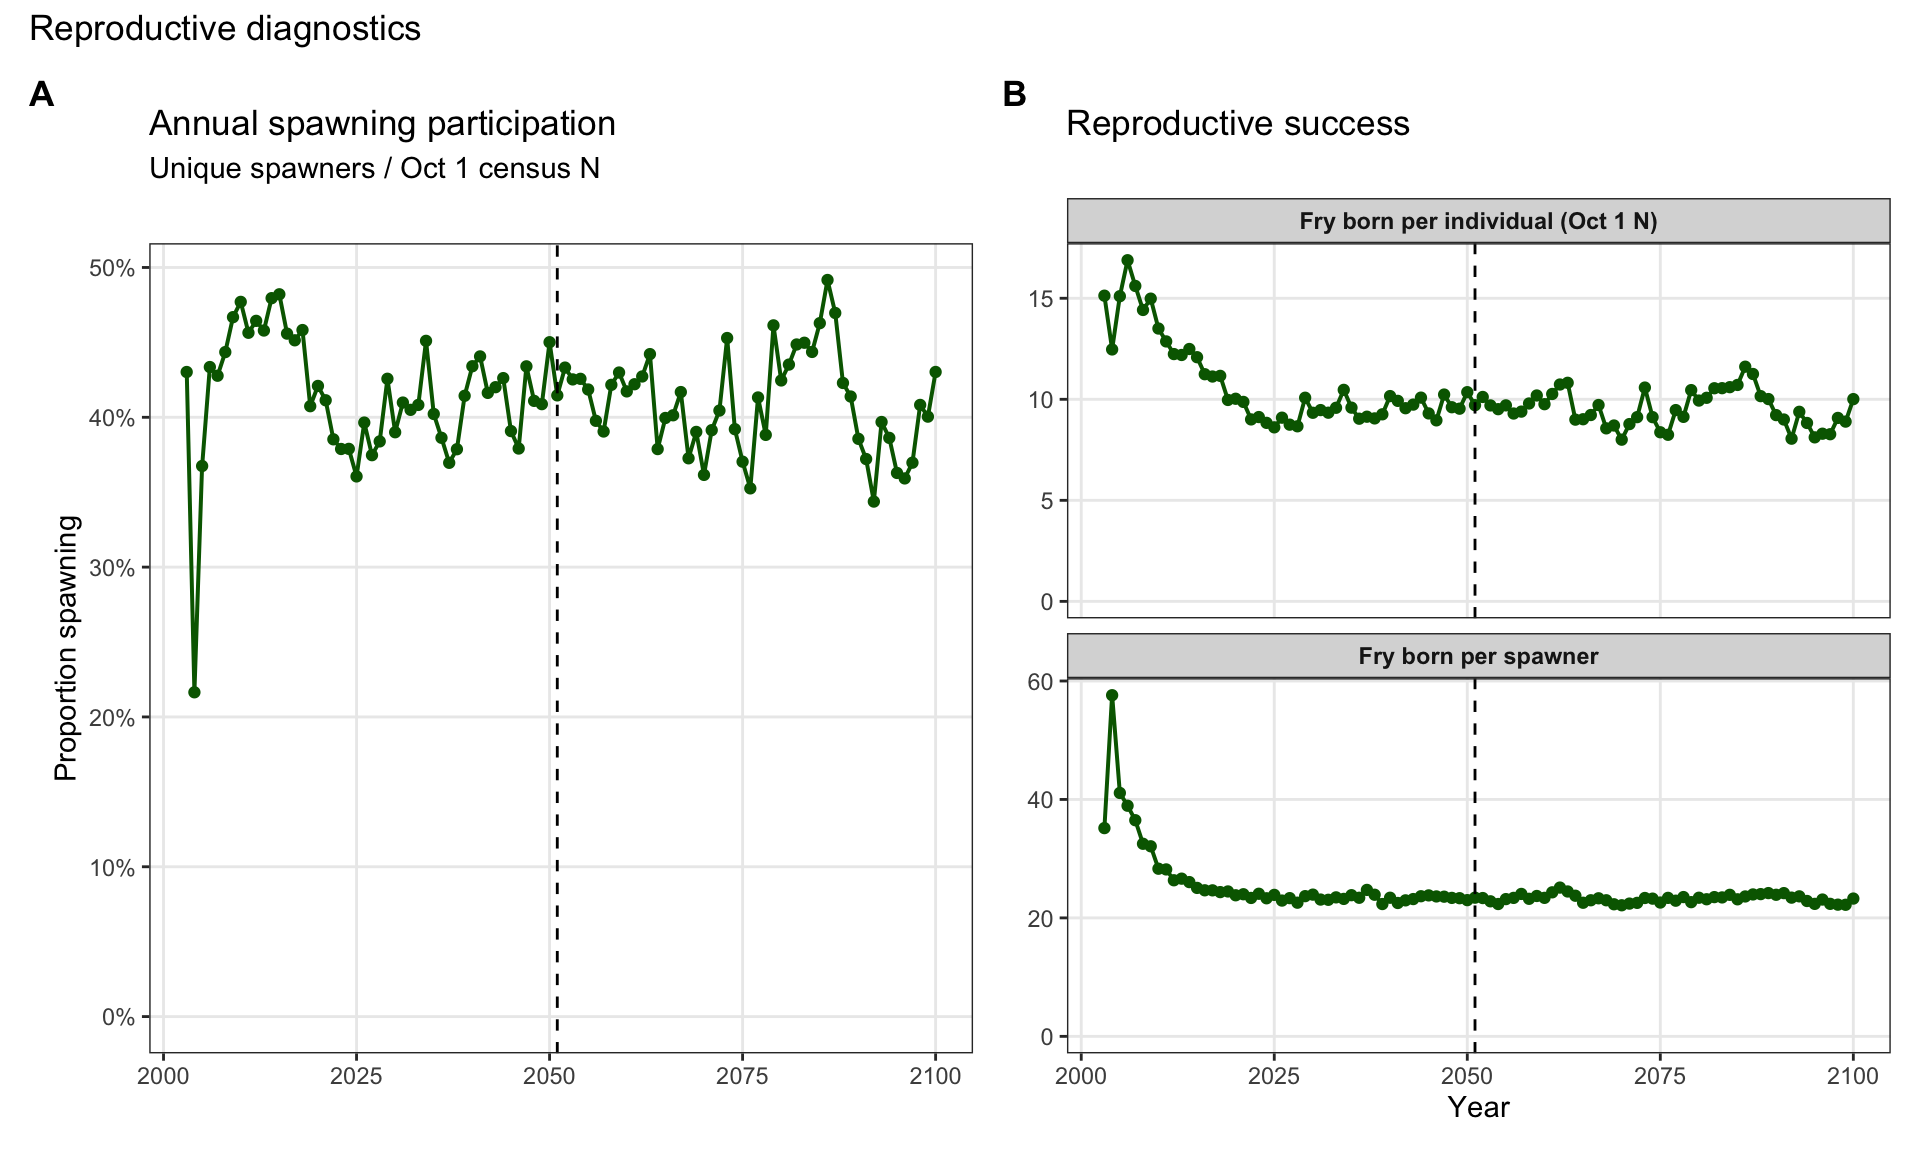 Reproductive diagnostics
A
Annual spawning participation
Unique spawners / Oct 1 census N
Proportion spawning
50%
40%
30%
20%
10%
0%
2000
2025
2050
2075
2100
B
Reproductive success
Fry born per individual (Oct 1 N)
15
10
5
0
Fry born per spawner
60
40
20
0
2000
2025
2050
2075
2100
Year